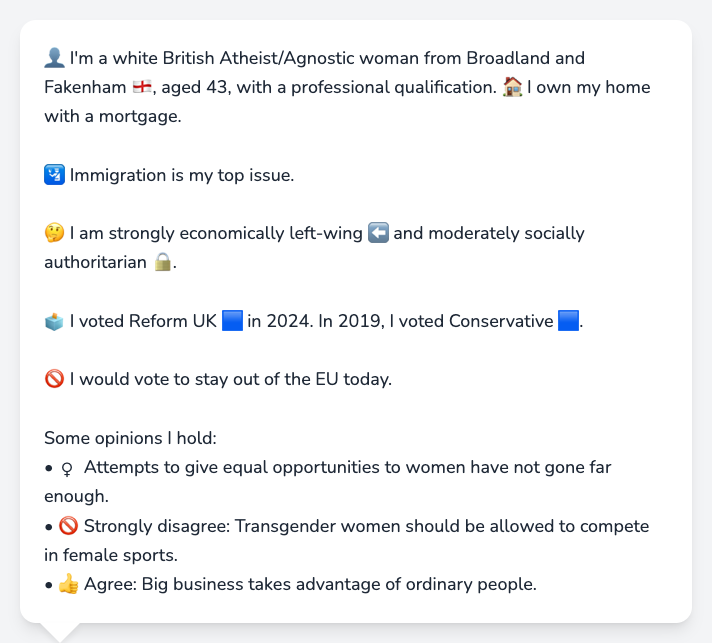 👤 I'm a white British Atheist/Agnostic woman from Broadland and
Fakenham 🏴󠁧󠁢󠁥󠁮󠁧󠁿, aged 43, with a professional qualification. 🏠 I own my home
with a mortgage.
🛂 Immigration is my top issue.
🤔 I am strongly economically left-wing ⬅️ and moderately socially
authoritarian 🔒.
🗳️ I voted Reform UK 🟦 in 2024. In 2019, I voted Conservative 🟦.
🚫 I would vote to stay out of the EU today.
Some opinions I hold:
• ♀ Attempts to give equal opportunities to women have not gone far
enough.
• 🚫 Strongly disagree: Transgender women should be allowed to compete
in female sports.
• 👍 Agree: Big business takes advantage of ordinary people.